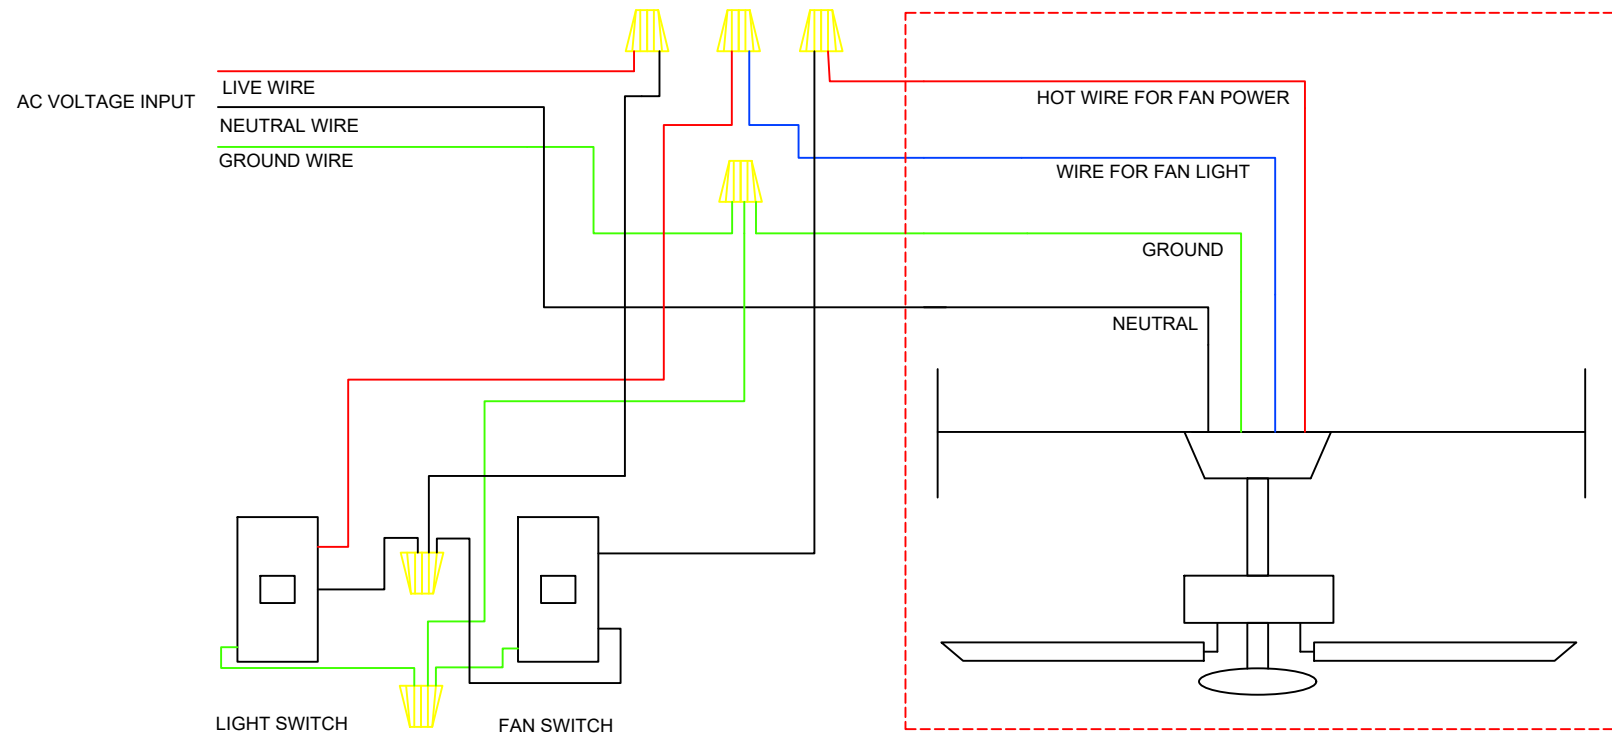 LIVE WIRE
AC VOLTAGE INPUT
NEUTRAL WIRE
GROUND WIRE
HOT WIRE FOR FAN POWER
WIRE FOR FAN LIGHT
GROUND
NEUTRAL
LIGHT SWITCH
FAN SWITCH